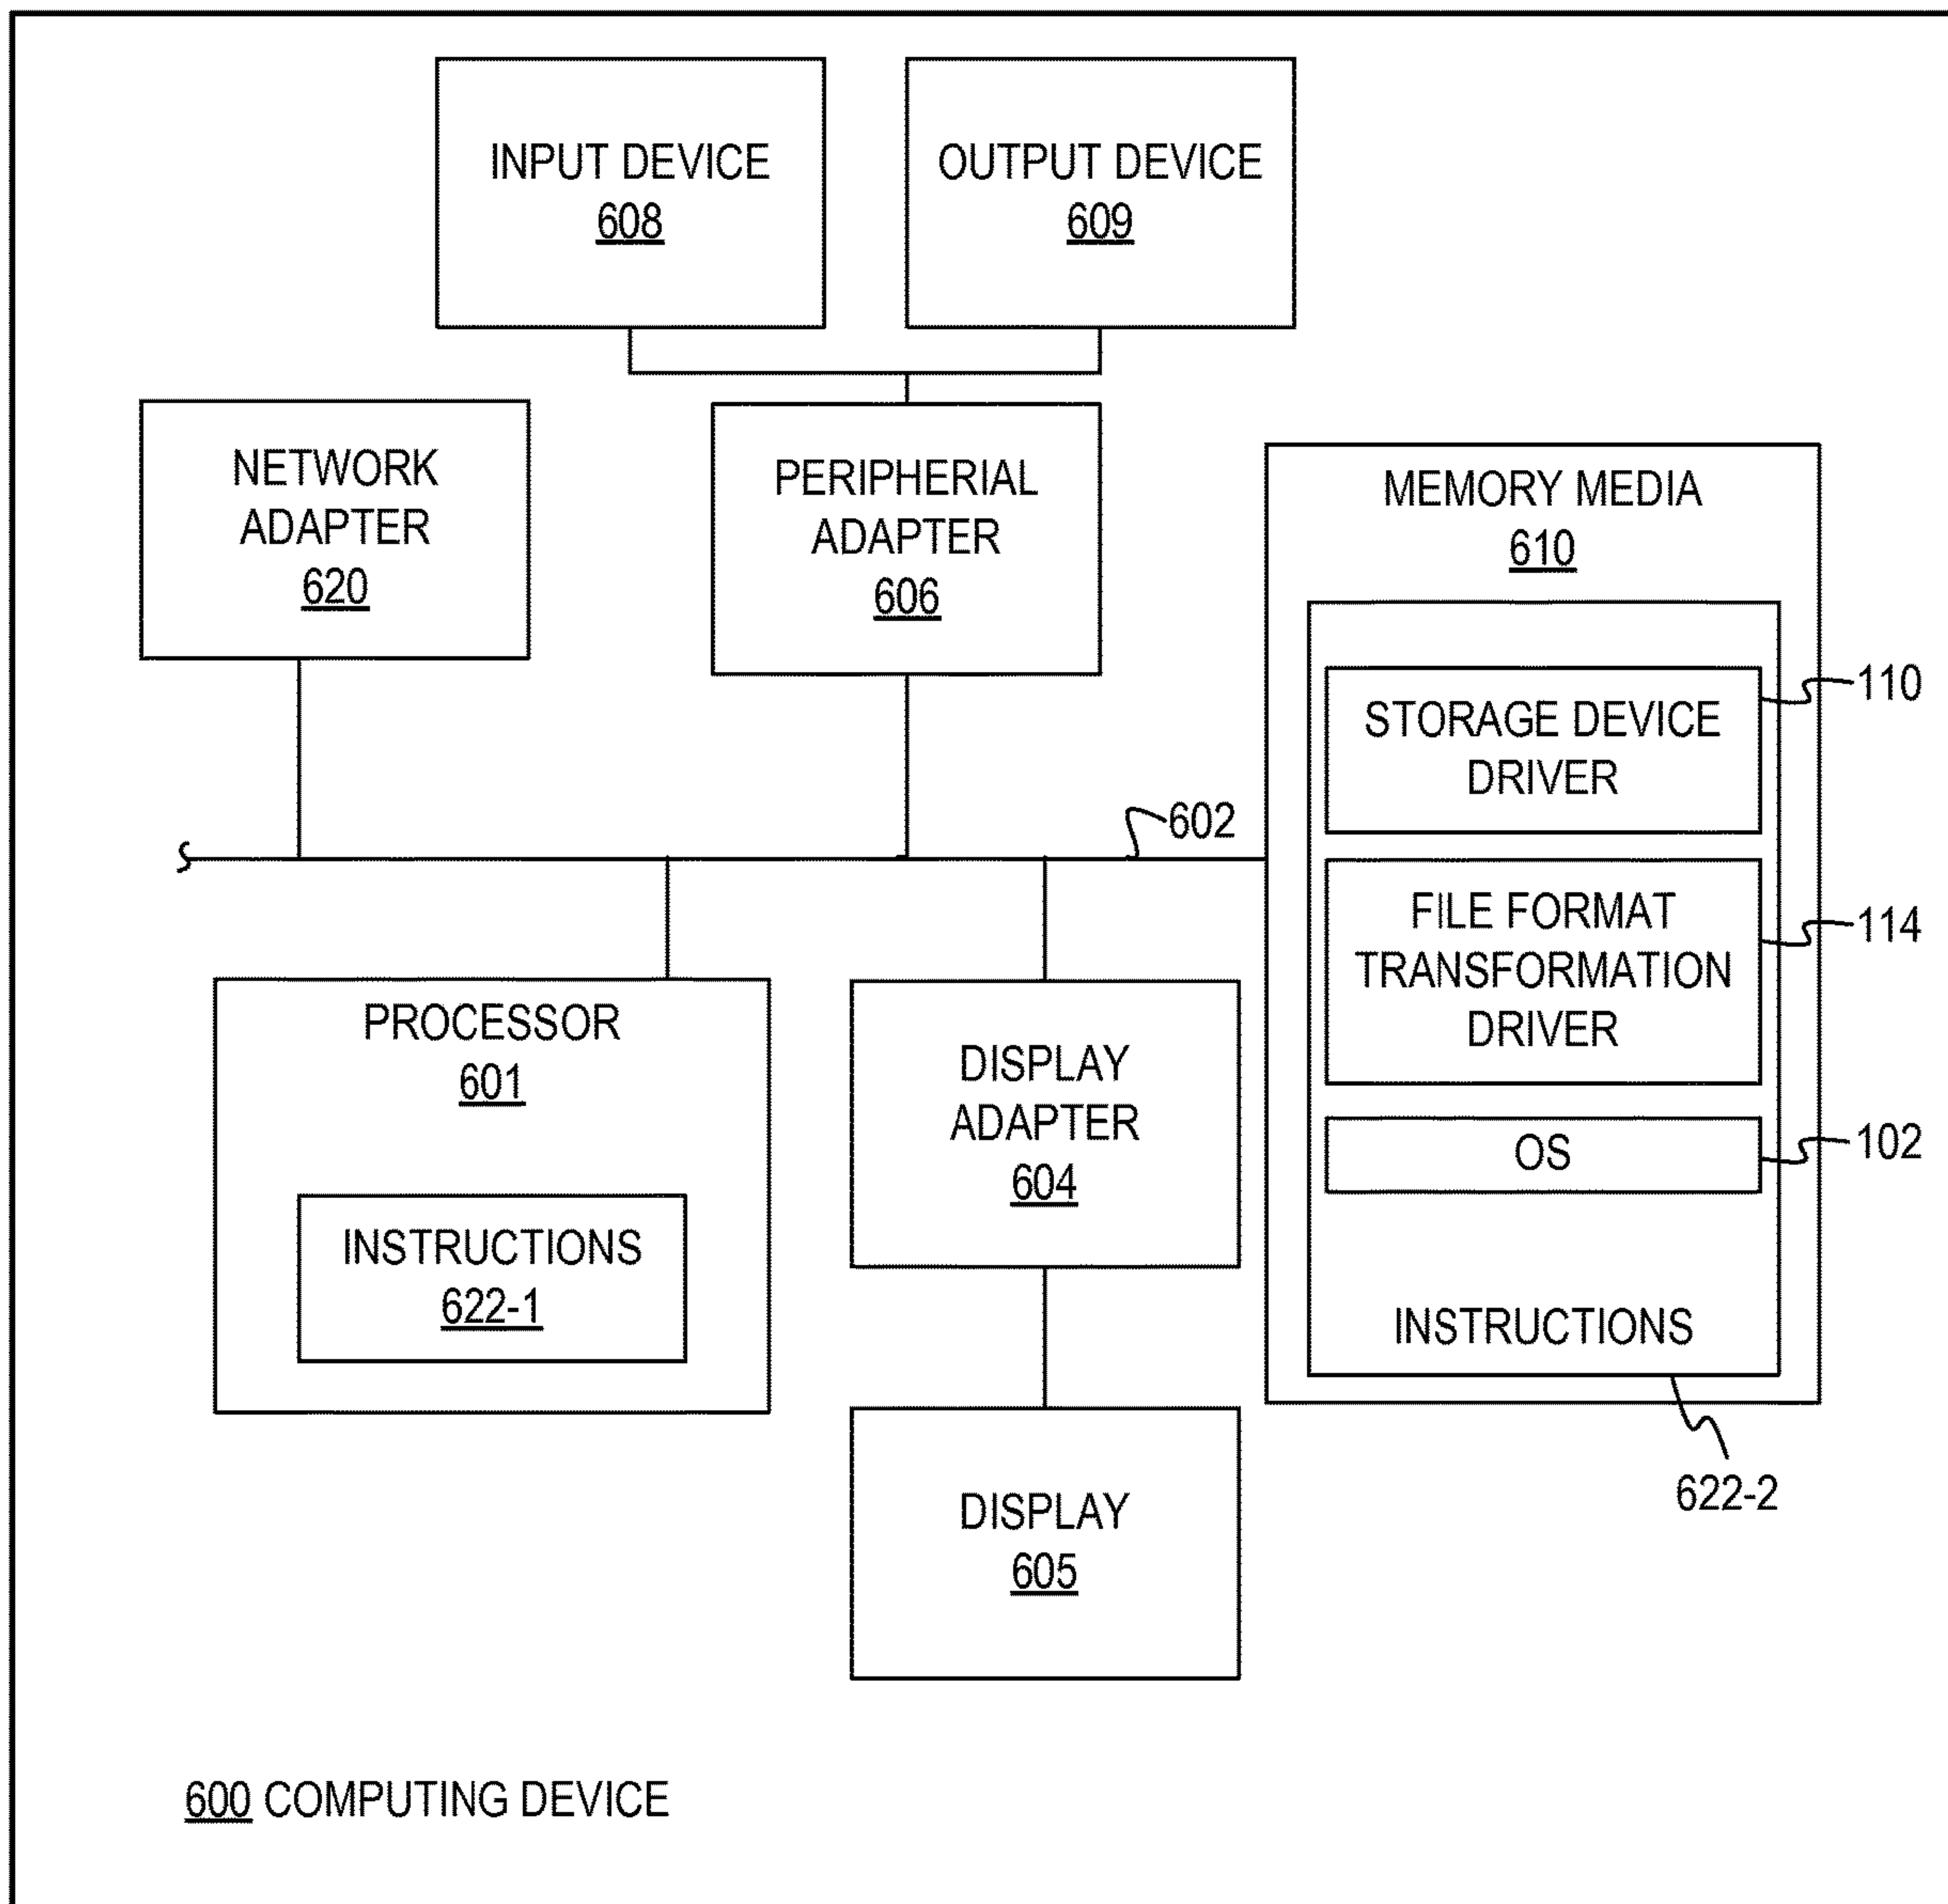 INPUT DEVICE
608
OUTPUT DEVICE
609
NETWORK
ADAPTER
620
PERIPHERIAL
ADAPTER
606
MEMORY MEDIA
610
STORAGE DEVICE
DRIVER
110
602
FILE FORMAT
TRANSFORMATION
DRIVER
114
OS
102
INSTRUCTIONS
622-2
PROCESSOR
601
INSTRUCTIONS
622-1
DISPLAY
ADAPTER
604
DISPLAY
605
600 COMPUTING DEVICE